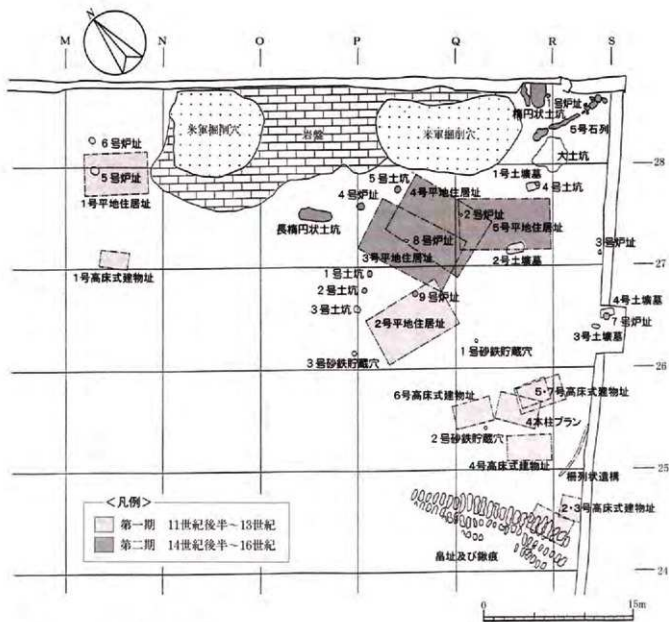 M N O P Q R S
米軍掘削穴
岩盤
米軍掘削穴
1号炉址
楕円状土坑
5号石列
大土坑
28
6号炉址
5号炉址
1号平地住居址
5号土坑
4号炉址
4号平地住居址
1号土壙墓
4号土坑
長楕円状土坑
2号炉址
5号平地住居址
8号炉址
3号平地住居址
2号土壙墓
3号炉址
27
1号高床式建物址
1号土坑
2号土坑
3号土坑
9号炉址
2号平地住居址
4号土壙墓
7号炉址
3号土壙墓
3号砂鉄貯蔵穴
1号砂鉄貯蔵穴
26
6号高床式建物址
5・7号高床式建物址
4本柱プラン
2号砂鉄貯蔵穴
4号高床式建物址
25
柵列状遺構
2・3号高床式建物址
畠址及び鍬痕
24
<凡例>
第一期 11世紀後半~13世紀
第二期 14世紀後半~16世紀
0 15m